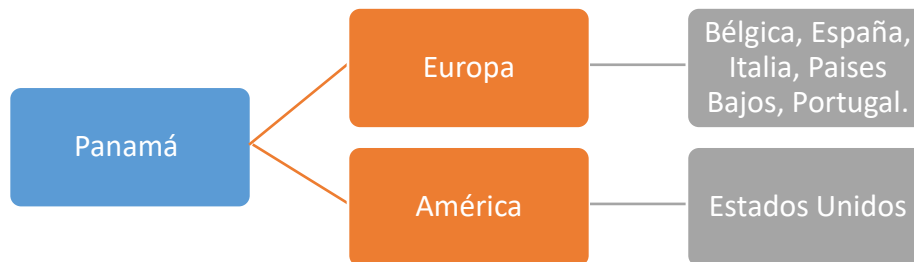 Panamá
Europa
Bélgica, España,
Italia, Paises
Bajos, Portugal.
América
Estados Unidos